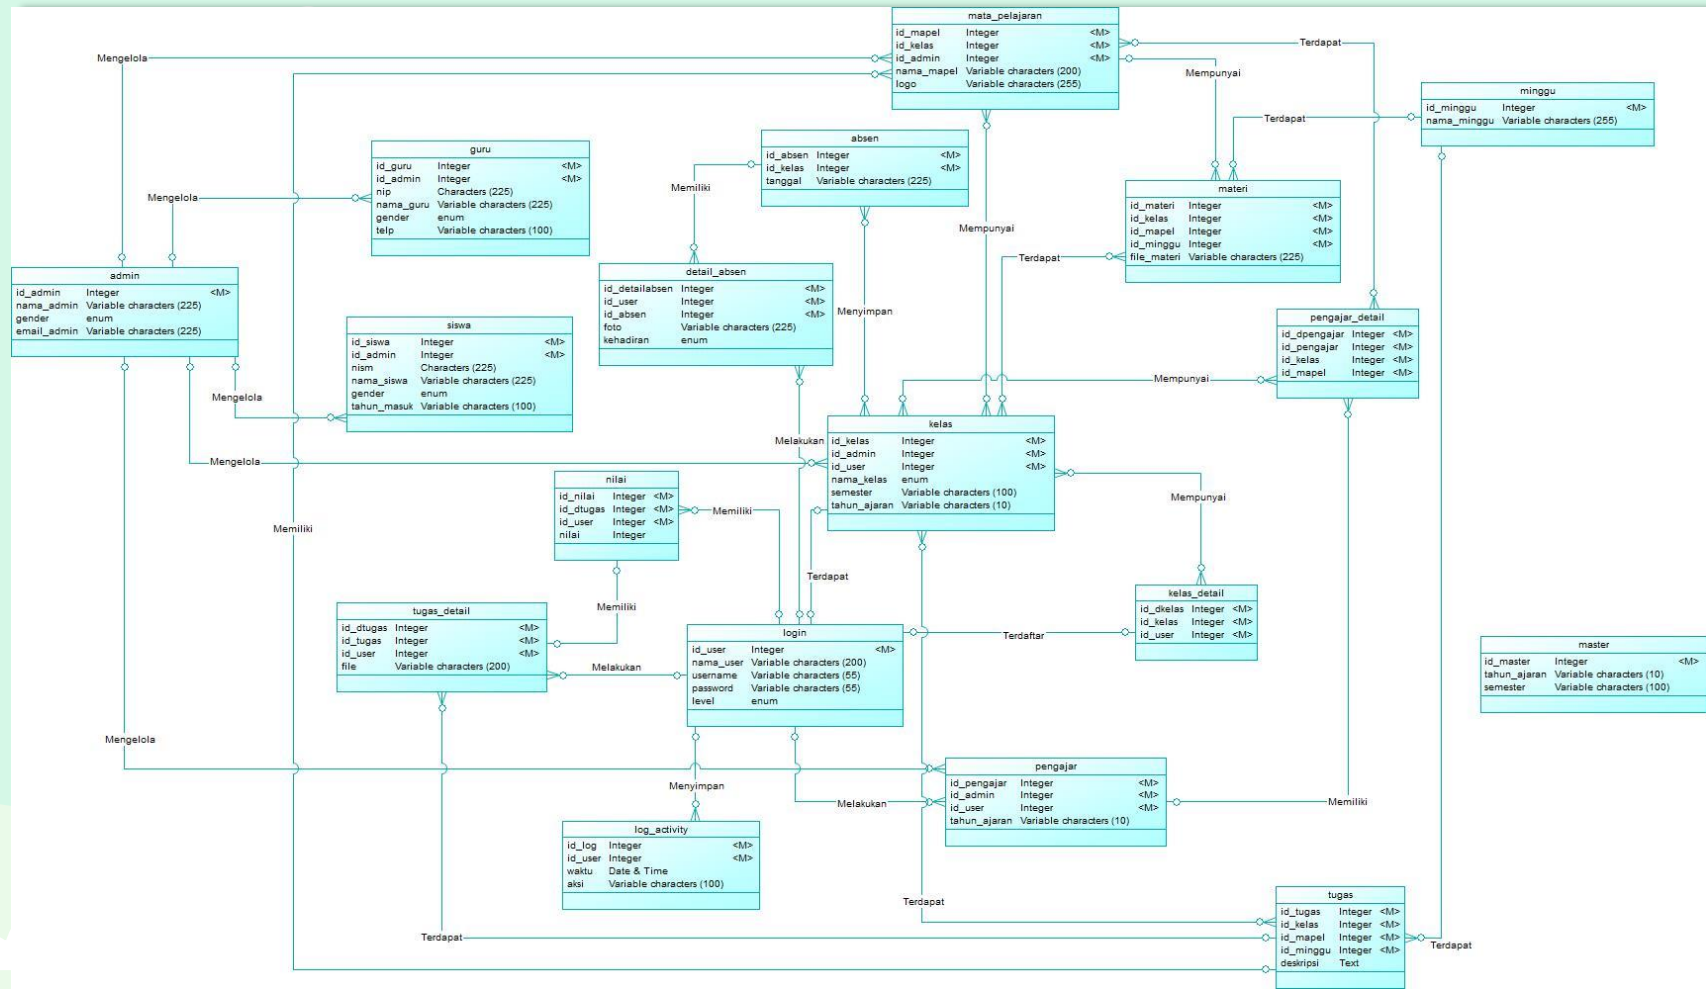 mata_pelajaran
id_mapel Integer <M>
id_kelas Integer <M>
id_admin Integer <M>
nama_mapel Variable characters (200)
logo Variable characters (255)
Mengelola
Terdapat
Mempunyai
minggu
id_minggu Integer <M>
nama_minggu Variable characters (255)
Terdapat
absen
id_absen Integer <M>
id_kelas Integer <M>
tanggal Variable characters (225)
guru
id_guru Integer <M>
id_admin Integer <M>
nip Characters (225)
nama_guru Variable characters (225)
gender enum
telp Variable characters (100)
Memiliki
Mengelola
materi
id_materi Integer <M>
id_kelas Integer <M>
id_mapel Integer <M>
id_minggu Integer <M>
file_materi Variable characters (225)
Mempunyai
Terdapat
admin
id_admin Integer <M>
nama_admin Variable characters (225)
gender enum
email_admin Variable characters (225)
detail_absen
id_detailabsen Integer <M>
id_user Integer <M>
id_absen Integer <M>
foto Variable characters (225)
kehadiran enum
Menyimpan
pengajar_detail
id_dpengajar Integer <M>
id_pengajar Integer <M>
id_kelas Integer <M>
id_mapel Integer <M>
siswa
id_siswa Integer <M>
id_admin Integer <M>
nism Characters (225)
nama_siswa Variable characters (225)
gender enum
tahun_masuk Variable characters (100)
Mempunyai
Mengelola
kelas
id_kelas Integer <M>
id_admin Integer <M>
id_user Integer <M>
nama_kelas enum
semester Variable characters (100)
tahun_ajaran Variable characters (10)
Melakukan
Mengelola
nilai
id_nilai Integer <M>
id_dtugas Integer <M>
id_user Integer <M>
nilai Integer
Memiliki
Mempunyai
Memiliki
Terdapat
kelas_detail
id_dkelas Integer <M>
id_kelas Integer <M>
id_user Integer <M>
Memiliki
tugas_detail
id_dtugas Integer <M>
id_tugas Integer <M>
id_user Integer <M>
file Variable characters (200)
login
id_user Integer <M>
nama_user Variable characters (200)
username Variable characters (55)
password Variable characters (55)
level enum
Terdaftar
Melakukan
master
id_master Integer <M>
tahun_ajaran Variable characters (10)
semester Variable characters (100)
Mengelola
pengajar
id_pengajar Integer <M>
id_admin Integer <M>
id_user Integer <M>
tahun_ajaran Variable characters (10)
Menyimpan
Melakukan
Memiliki
log_activity
id_log Integer <M>
id_user Integer <M>
waktu Date & Time
aksi Variable characters (100)
Terdapat
tugas
id_tugas Integer <M>
id_kelas Integer <M>
id_mapel Integer <M>
id_minggu Integer <M>
deskripsi Text
Terdapat
Terdapat